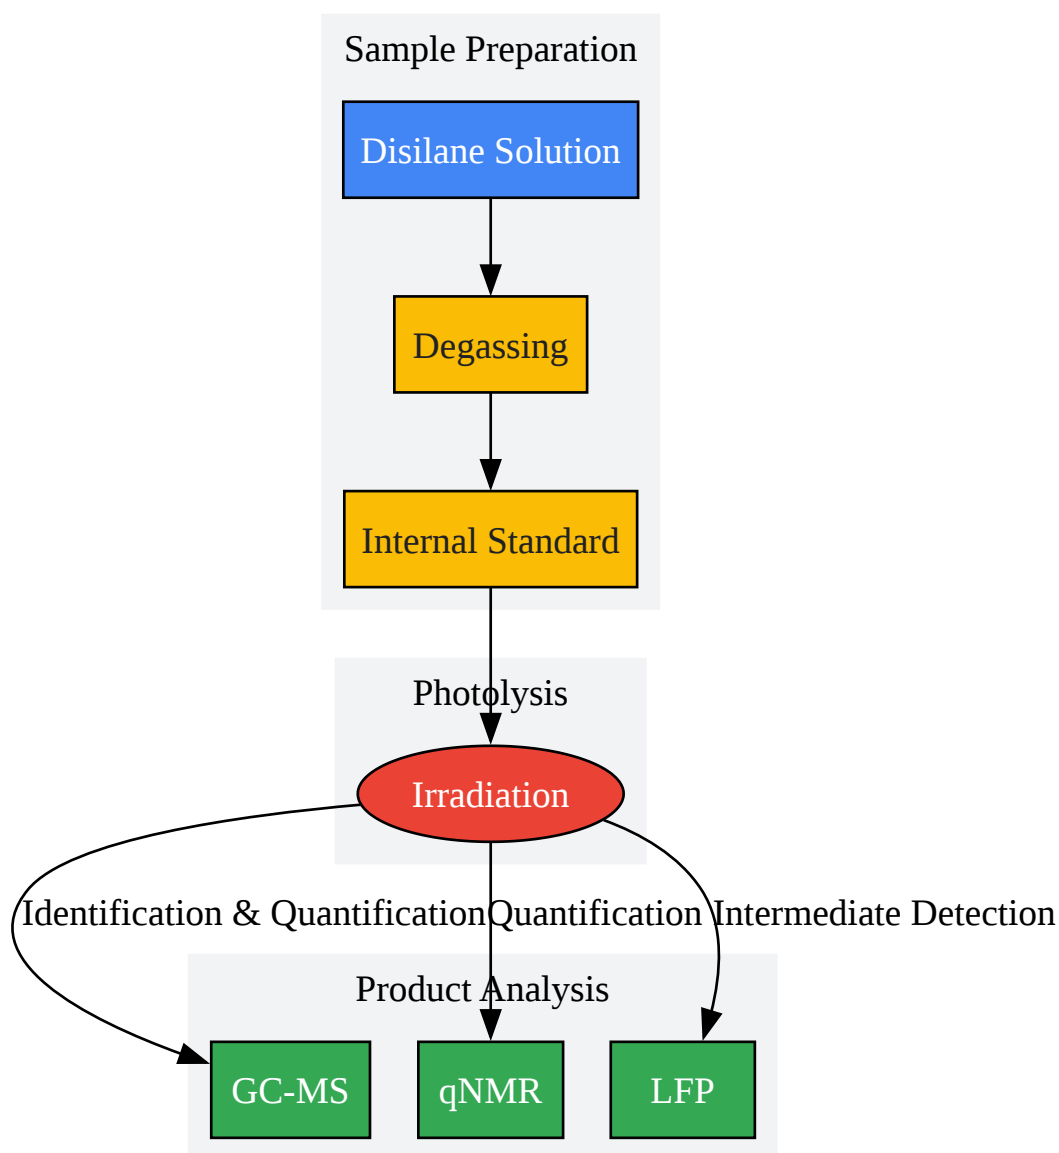 Sample Preparation
Disilane Solution
Degassing
Internal Standard
Photolysis
Irradiation
Identification & Quantification
Quantification
Intermediate Detection
Product Analysis
GC-MS
qNMR
LFP